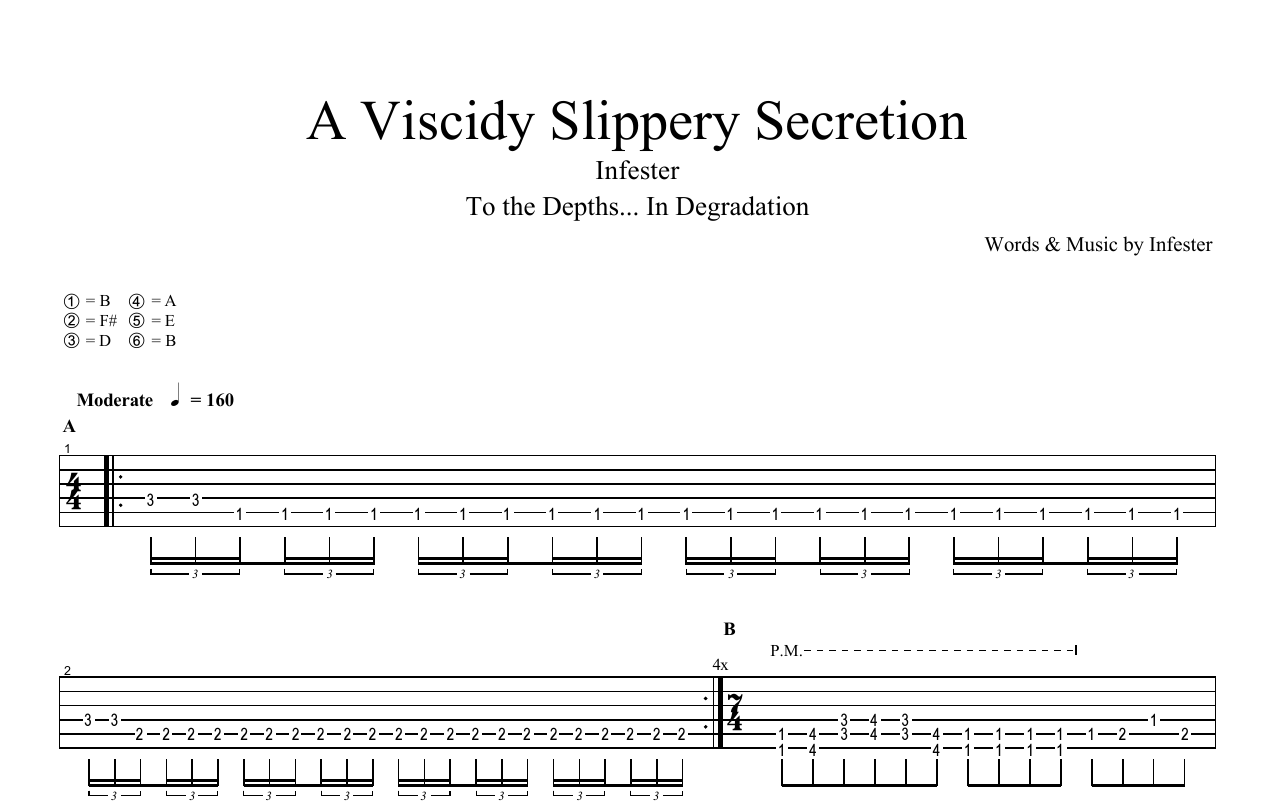 A Viscidy Slippery Secretion
Infester
To the Depths... In Degradation
Words & Music by Infester
① = B ④ = A
② = F# ⑤ = E
③ = D ⑥ = B
Moderate ♩ = 160
A
1
4
4
3 3
1 1 1 1 1 1 1 1 1 1 1 1 1 1 1 1 1 1 1 1 1 1
3 3 3 3 3 3 3 3
B
P.M.
2 4x
7
4
3 3 3 4 3 1
2 2 2 2 2 2 2 2 2 2 2 2 2 2 2 2 2 2 2 2 2 2 1 4 3 4 3 4 1 1 1 1 1 2 2
1 4 4 1 1 1 1
3 3 3 3 3 3 3 3